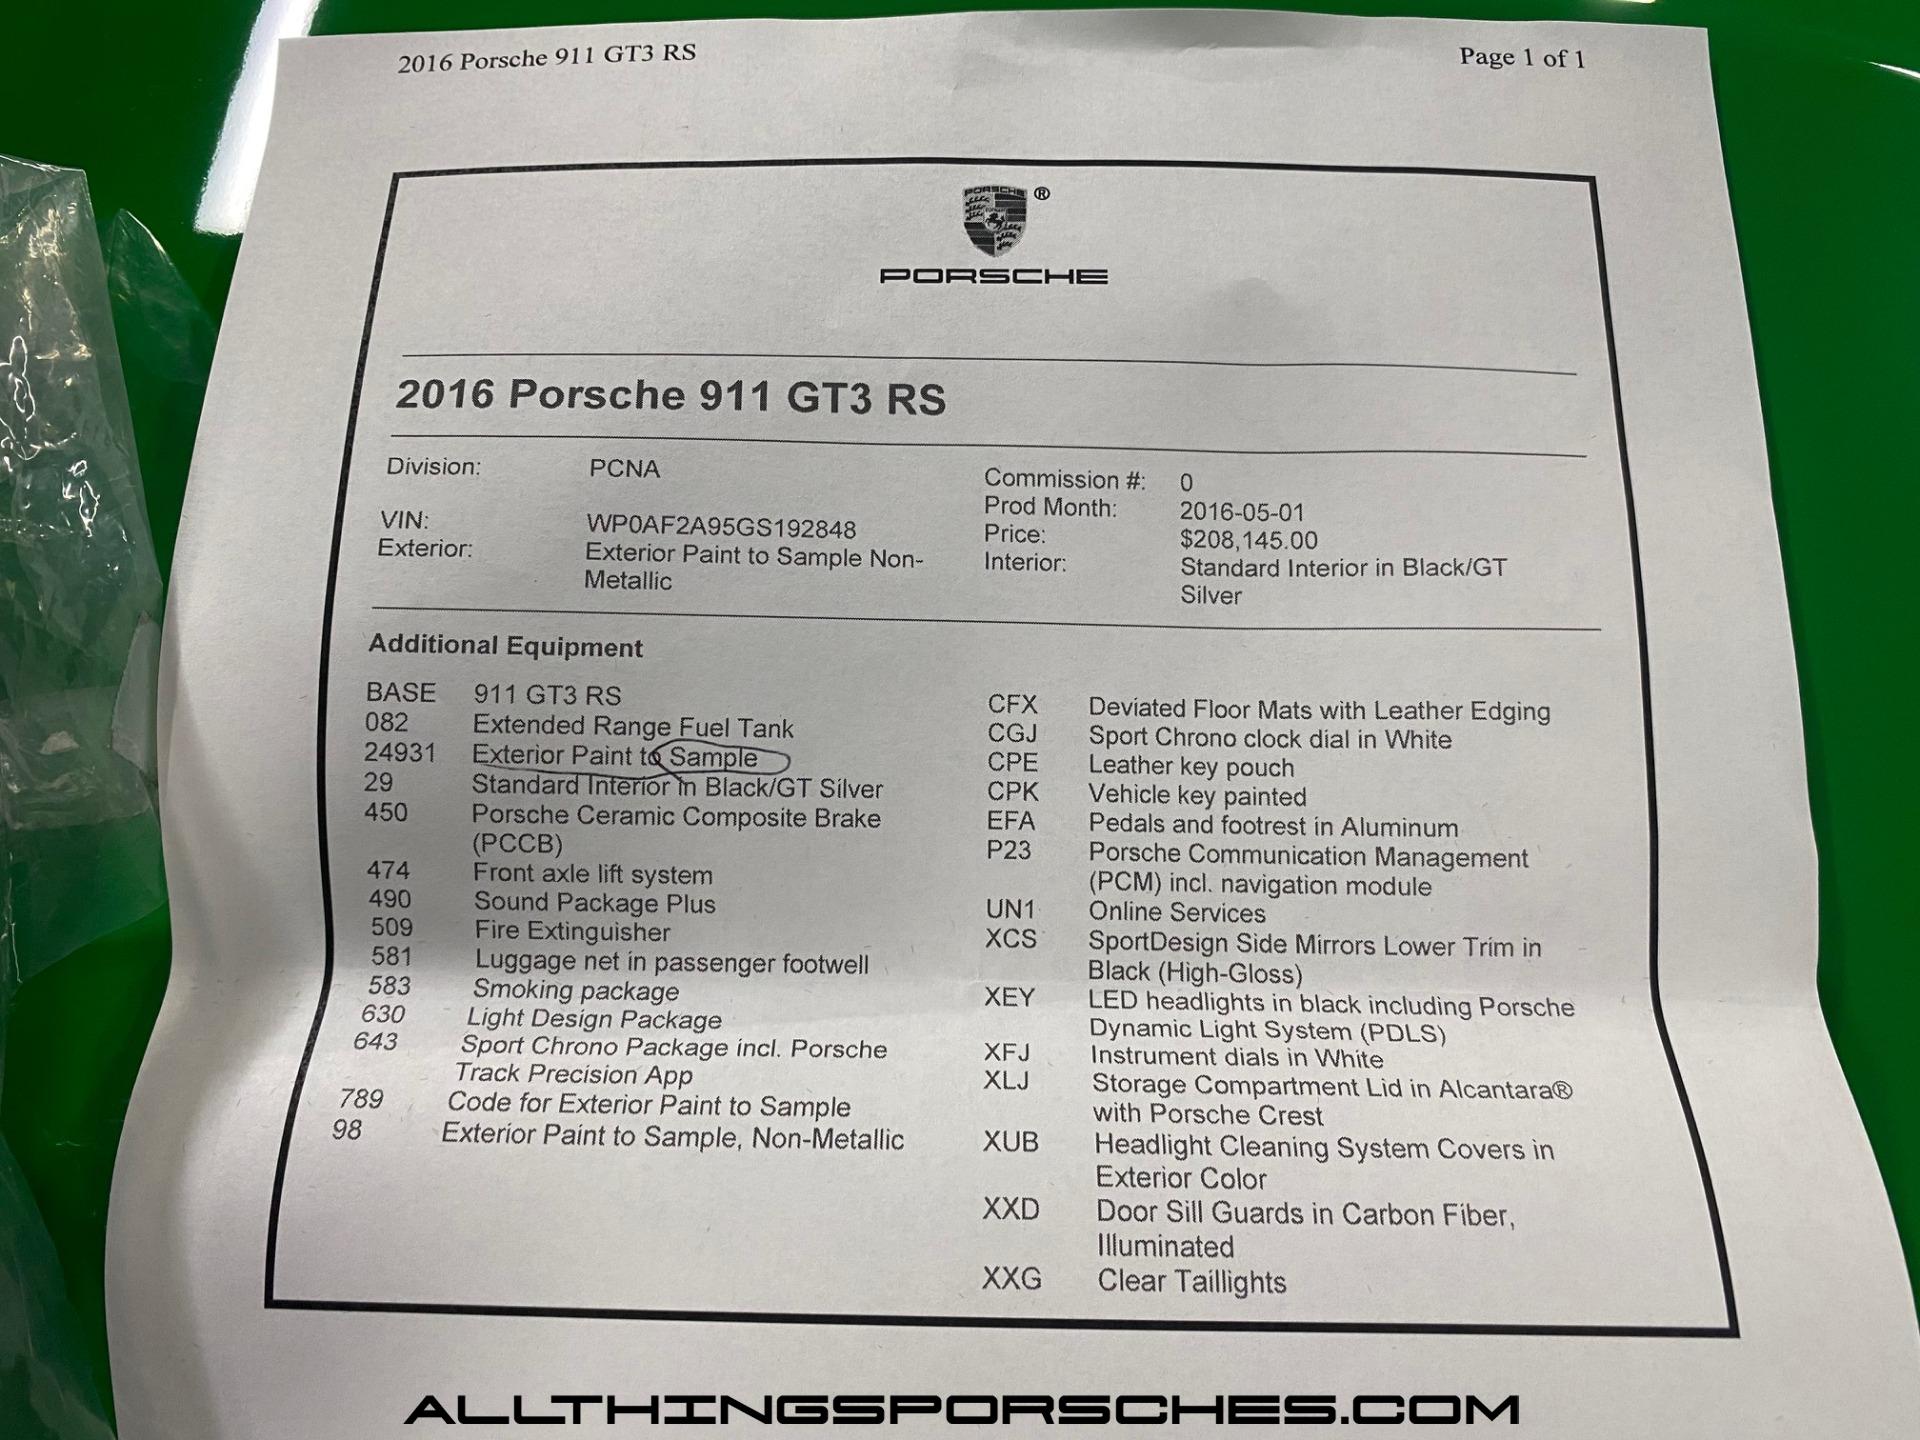 2016 Porsche 911 GT3 RS
Page 1 of 1
PORSCHE
®
PORSCHE
2016 Porsche 911 GT3 RS
Division: PCNA
VIN: WP0AF2A95GS192848
Exterior: Exterior Paint to Sample Non-
Metallic
Commission #: 0
Prod Month: 2016-05-01
Price: $208,145.00
Interior: Standard Interior in Black/GT
Silver
Additional Equipment
BASE 911 GT3 RS
082 Extended Range Fuel Tank
24931 Exterior Paint to Sample
29 Standard Interior in Black/GT Silver
450 Porsche Ceramic Composite Brake
(PCCB)
474 Front axle lift system
490 Sound Package Plus
509 Fire Extinguisher
581 Luggage net in passenger footwell
583 Smoking package
630 Light Design Package
643 Sport Chrono Package incl. Porsche
Track Precision App
789 Code for Exterior Paint to Sample
98 Exterior Paint to Sample, Non-Metallic
CFX Deviated Floor Mats with Leather Edging
CGJ Sport Chrono clock dial in White
CPE Leather key pouch
CPK Vehicle key painted
EFA Pedals and footrest in Aluminum
P23 Porsche Communication Management
(PCM) incl. navigation module
UN1 Online Services
XCS SportDesign Side Mirrors Lower Trim in
Black (High-Gloss)
XEY LED headlights in black including Porsche
Dynamic Light System (PDLS)
XFJ Instrument dials in White
XLJ Storage Compartment Lid in Alcantara®
with Porsche Crest
XUB Headlight Cleaning System Covers in
Exterior Color
XXD Door Sill Guards in Carbon Fiber,
Illuminated
XXG Clear Taillights
ALLTHINGSPORSCHES.COM